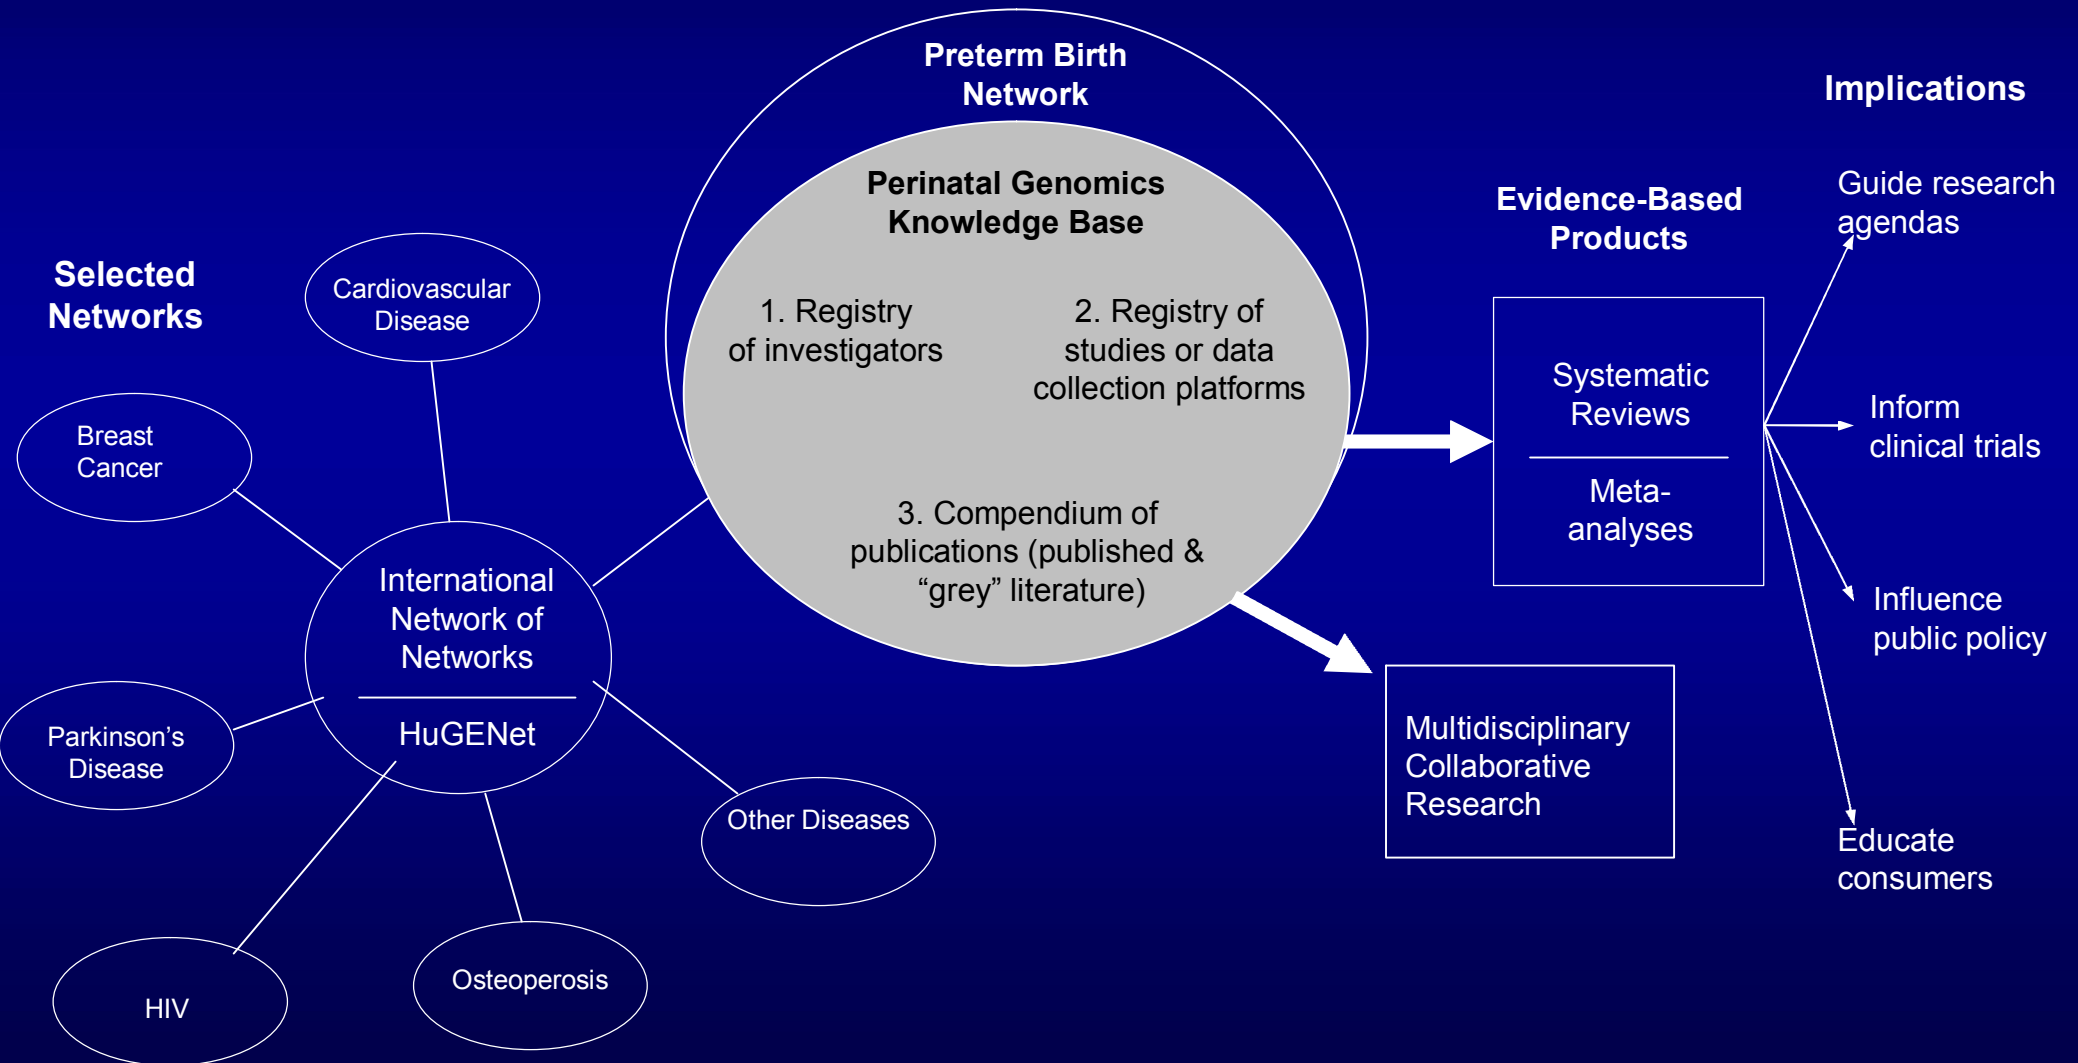 Preterm Birth
Network
Implications
Perinatal Genomics
Knowledge Base
1. Registry
of investigators
2. Registry of
studies or data
collection platforms
3. Compendium of
publications (published &
“grey” literature)
Selected
Networks
Cardiovascular
Disease
Breast
Cancer
International
Network of
Networks
HuGENet
Parkinson’s
Disease
HIV
Osteoperosis
Other Diseases
Evidence-Based
Products
Systematic
Reviews
Meta-
analyses
Multidisciplinary
Collaborative
Research
Guide research
agendas
Inform
clinical trials
Influence
public policy
Educate
consumers